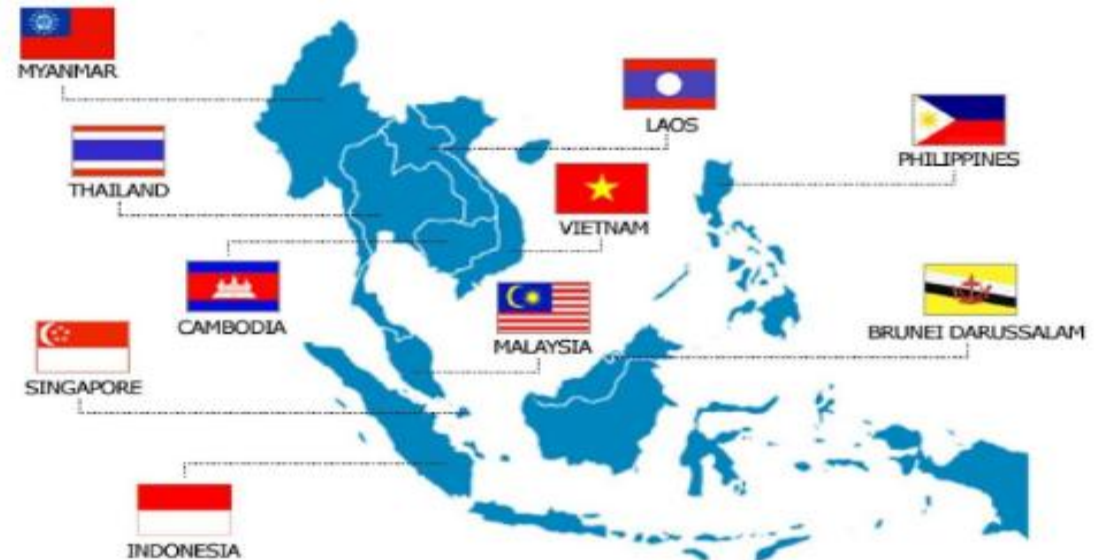 MYANMAR
LAOS
PHILIPPINES
THAILAND
VIETNAM
CAMBODIA
MALAYSIA
BRUNEI DARUSSALAM
SINGAPORE
INDONESIA